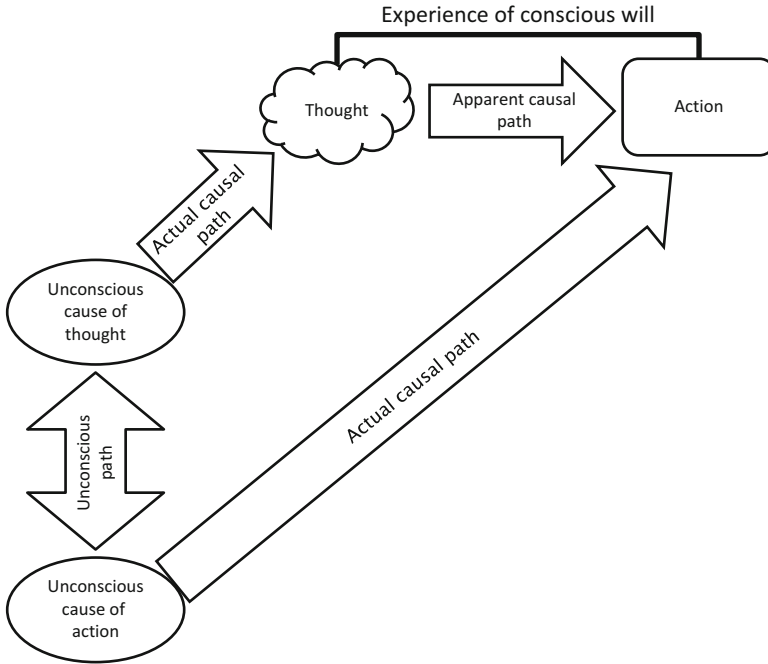 Experience of conscious will
Thought
Apparent causal
path
Action
Actual causal
path
Unconscious
cause of
thought
Actual causal path
Unconscious
path
Unconscious
cause of
action